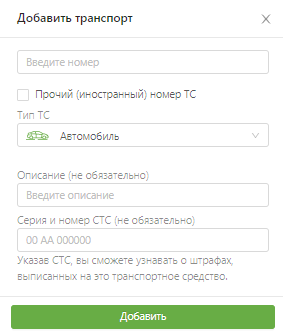 Добавить транспорт
Введите номер
Прочий (иностранный) номер ТС
Тип ТС
Автомобиль
Описание (не обязательно)
Введите описание
Серия и номер СТС (не обязательно)
00 АА 000000
Указав СТС, вы сможете узнавать о штрафах,
выписанных на это транспортное средство.
Добавить